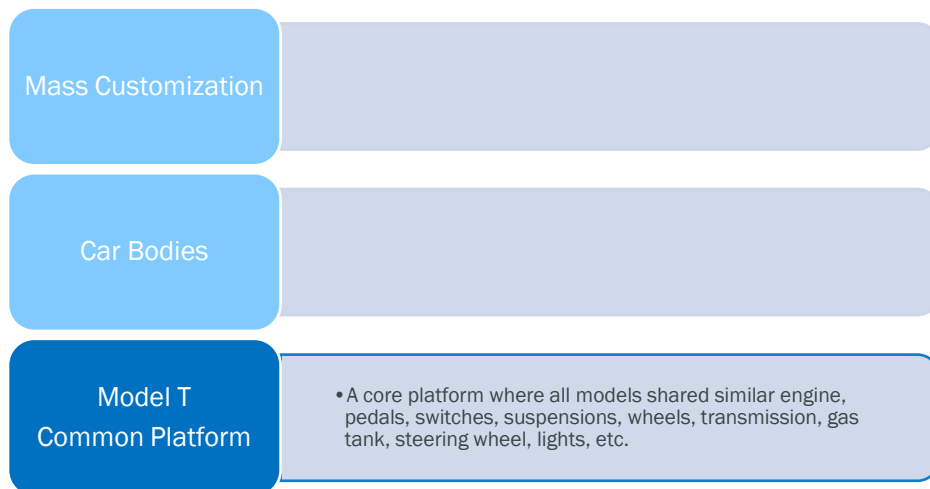 Mass Customization
Car Bodies
Model T
Common Platform
•A core platform where all models shared similar engine,
pedals, switches, suspensions, wheels, transmission, gas
tank, steering wheel, lights, etc.